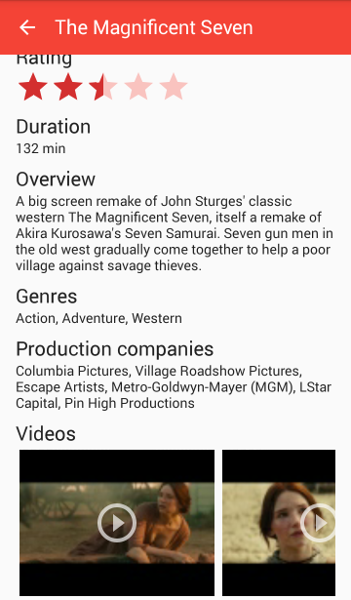 The Magnificent Seven
Rating
Duration
132 min
Overview
A big screen remake of John Sturges' classic
western The Magnificent Seven, itself a remake of
Akira Kurosawa's Seven Samurai. Seven gun men in
the old west gradually come together to help a poor
village against savage thieves.
Genres
Action, Adventure, Western
Production companies
Columbia Pictures, Village Roadshow Pictures,
Escape Artists, Metro-Goldwyn-Mayer (MGM), LStar
Capital, Pin High Productions
Videos